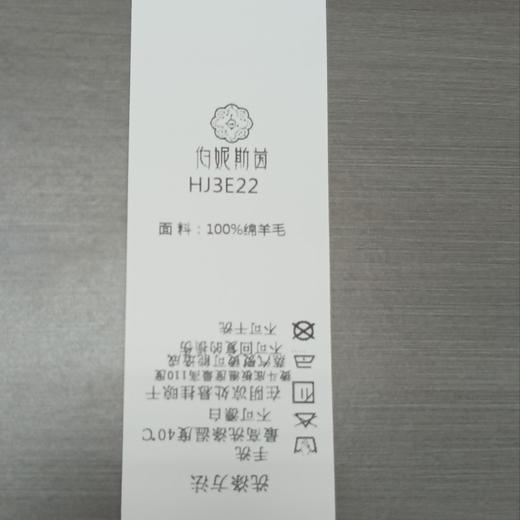 伯妮斯茵
HJ3E22
面料：100%绵羊毛
洗涤方法
手洗
最高洗涤温度40℃
不可漂白
在阴凉处悬挂晾干
熨斗底板温度最高110度
蒸汽熨烫可能造成
不可回复的损伤
不可干洗